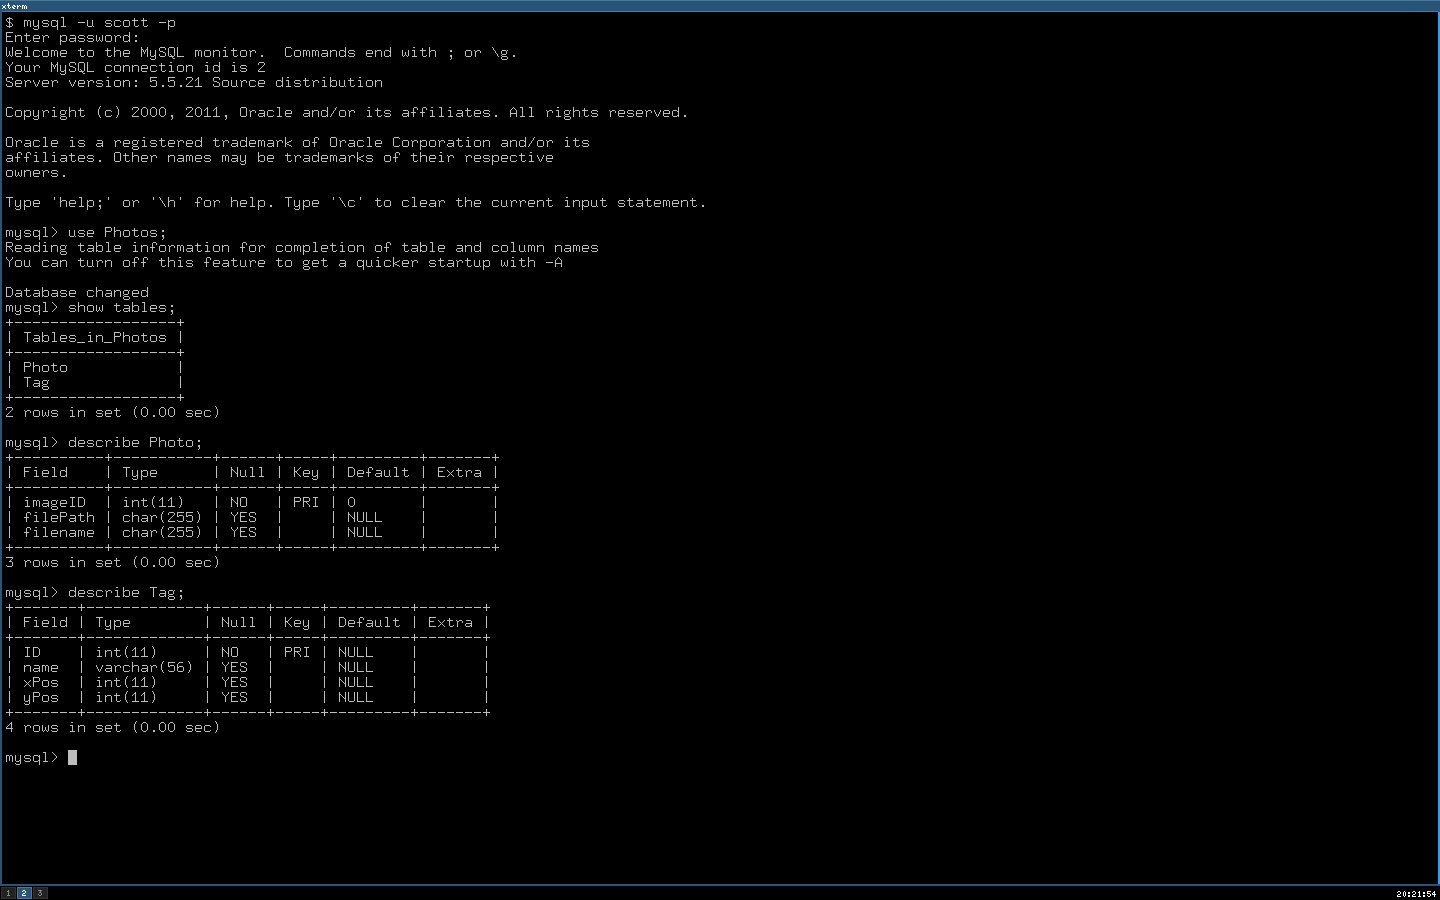 xterm
$ mysql -u scott -p
Enter password:
Welcome to the MySQL monitor.  Commands end with ; or \g.
Your MySQL connection id is 2
Server version: 5.5.21 Source distribution

Copyright (c) 2000, 2011, Oracle and/or its affiliates. All rights reserved.

Oracle is a registered trademark of Oracle Corporation and/or its
affiliates. Other names may be trademarks of their respective
owners.

Type 'help;' or '\h' for help. Type '\c' to clear the current input statement.

mysql> use Photos;
Reading table information for completion of table and column names
You can turn off this feature to get a quicker startup with -A

Database changed
mysql> show tables;
+------------------+
| Tables_in_Photos |
+------------------+
| Photo            |
| Tag              |
+------------------+
2 rows in set (0.00 sec)

mysql> describe Photo;
+----------+-----------+------+-----+---------+-------+
| Field    | Type      | Null | Key | Default | Extra |
+----------+-----------+------+-----+---------+-------+
| imageID  | int(11)   | NO   | PRI | 0       |       |
| filePath | char(255) | YES  |     | NULL    |       |
| filename | char(255) | YES  |     | NULL    |       |
+----------+-----------+------+-----+---------+-------+
3 rows in set (0.00 sec)

mysql> describe Tag;
+-------+-------------+------+-----+---------+-------+
| Field | Type        | Null | Key | Default | Extra |
+-------+-------------+------+-----+---------+-------+
| ID    | int(11)     | NO   | PRI | NULL    |       |
| name  | varchar(56) | YES  |     | NULL    |       |
| xPos  | int(11)     | YES  |     | NULL    |       |
| yPos  | int(11)     | YES  |     | NULL    |       |
+-------+-------------+------+-----+---------+-------+
4 rows in set (0.00 sec)

mysql>
1 2 3 20:21:54